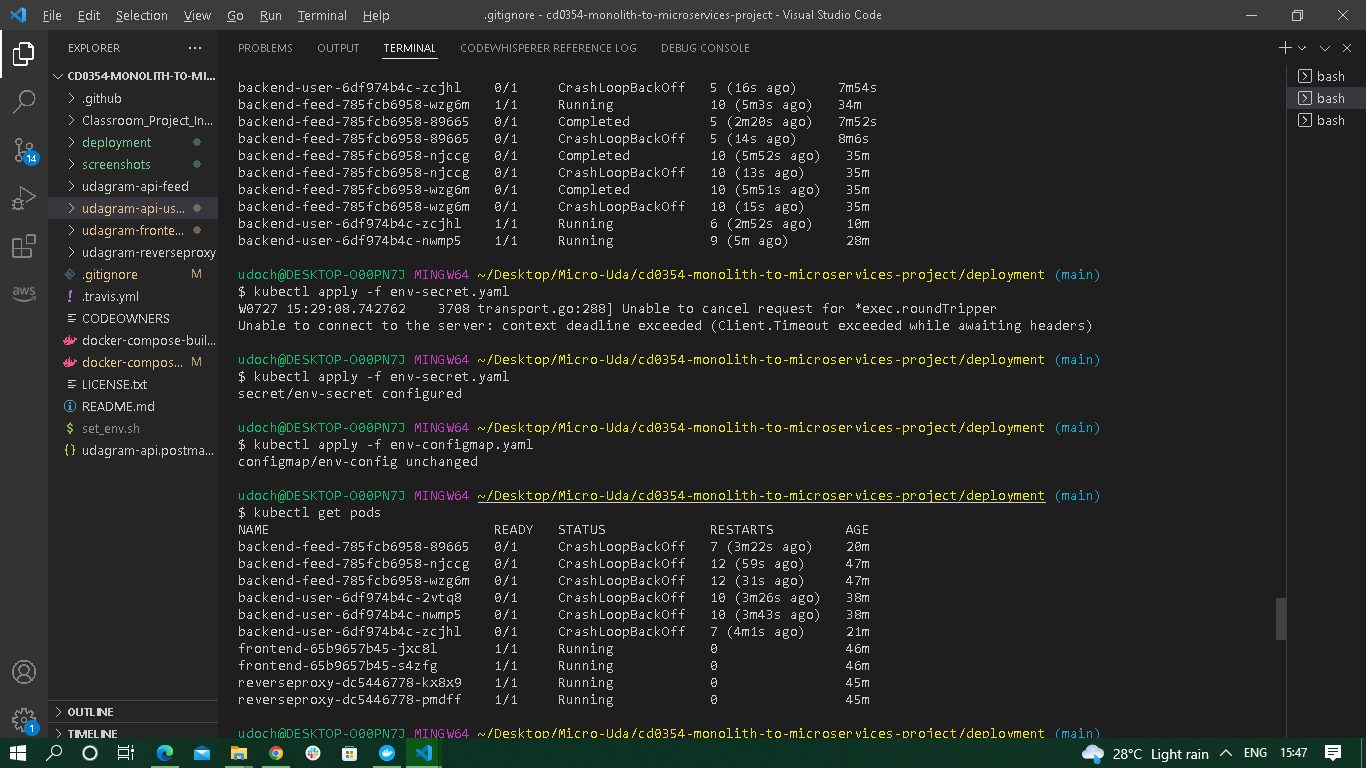 File Edit Selection View Go Run Terminal Help .gitignore - cd0354-monolith-to-microservices-project - Visual Studio Code
EXPLORER
CD0354-MONOLITH-TO-MI...
.github
Classroom_Project_In...
deployment
screenshots
udagram-api-feed
udagram-api-us...
udagram-fronte...
udagram-reverseproxy
.gitignore M
.travis.yml
CODEOWNERS
docker-compose-buil...
docker-compos... M
LICENSE.txt
README.md
set_env.sh
udagram-api.postma...
OUTLINE
TIMELINE
14
aws
1
PROBLEMS OUTPUT TERMINAL CODEWHISPERER REFERENCE LOG DEBUG CONSOLE
backend-user-6df974b4c-zcjhl 0/1 CrashLoopBackOff 5 (16s ago) 7m54s
backend-feed-785fcb6958-wzg6m 1/1 Running 10 (5m3s ago) 34m
backend-feed-785fcb6958-89665 0/1 Completed 5 (2m20s ago) 7m52s
backend-feed-785fcb6958-89665 0/1 CrashLoopBackOff 5 (14s ago) 8m6s
backend-feed-785fcb6958-njccg 0/1 Completed 10 (5m52s ago) 35m
backend-feed-785fcb6958-njccg 0/1 CrashLoopBackOff 10 (13s ago) 35m
backend-feed-785fcb6958-wzg6m 0/1 Completed 10 (5m51s ago) 35m
backend-feed-785fcb6958-wzg6m 0/1 CrashLoopBackOff 10 (15s ago) 35m
backend-user-6df974b4c-zcjhl 1/1 Running 6 (2m52s ago) 10m
backend-user-6df974b4c-nwmp5 1/1 Running 9 (5m ago) 28m
udoch@DESKTOP-O00PN7J MINGW64 ~/Desktop/Micro-Uda/cd0354-monolith-to-microservices-project/deployment (main)
$ kubectl apply -f env-secret.yaml
W0727 15:29:08.742762 3708 transport.go:288] Unable to cancel request for *exec.roundTripper
Unable to connect to the server: context deadline exceeded (Client.Timeout exceeded while awaiting headers)
udoch@DESKTOP-O00PN7J MINGW64 ~/Desktop/Micro-Uda/cd0354-monolith-to-microservices-project/deployment (main)
$ kubectl apply -f env-secret.yaml
secret/env-secret configured
udoch@DESKTOP-O00PN7J MINGW64 ~/Desktop/Micro-Uda/cd0354-monolith-to-microservices-project/deployment (main)
$ kubectl apply -f env-configmap.yaml
configmap/env-config unchanged
udoch@DESKTOP-O00PN7J MINGW64 ~/Desktop/Micro-Uda/cd0354-monolith-to-microservices-project/deployment (main)
$ kubectl get pods
NAME READY STATUS RESTARTS AGE
backend-feed-785fcb6958-89665 0/1 CrashLoopBackOff 7 (3m22s ago) 20m
backend-feed-785fcb6958-njccg 0/1 CrashLoopBackOff 12 (59s ago) 47m
backend-feed-785fcb6958-wzg6m 0/1 CrashLoopBackOff 12 (31s ago) 47m
backend-user-6df974b4c-2vtq8 0/1 CrashLoopBackOff 10 (3m26s ago) 38m
backend-user-6df974b4c-nwmp5 0/1 CrashLoopBackOff 10 (3m43s ago) 38m
backend-user-6df974b4c-zcjhl 0/1 CrashLoopBackOff 7 (4m1s ago) 21m
frontend-65b9657b45-jxc8l 1/1 Running 0 46m
frontend-65b9657b45-s4zfg 1/1 Running 0 46m
reverseproxy-dc5446778-kx8x9 1/1 Running 0 45m
reverseproxy-dc5446778-pmdff 1/1 Running 0 45m
udoch@DESKTOP-O00PN7J MINGW64 ~/Desktop/Micro-Uda/cd0354-monolith-to-microservices-project/deployment (main)
bash
bash
bash
28°C Light rain ENG 15:47